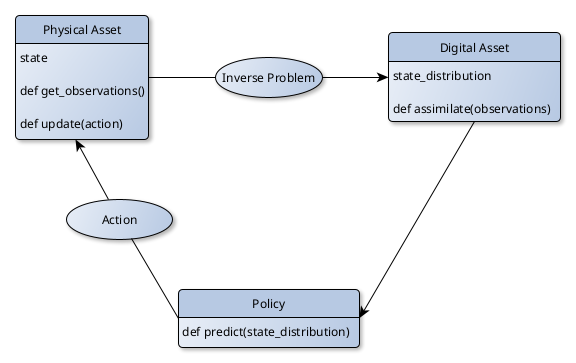 Physical Asset
state
def get_observations()
def update(action)
Inverse Problem
Digital Asset
state_distribution
def assimilate(observations)
Action
Policy
def predict(state_distribution)